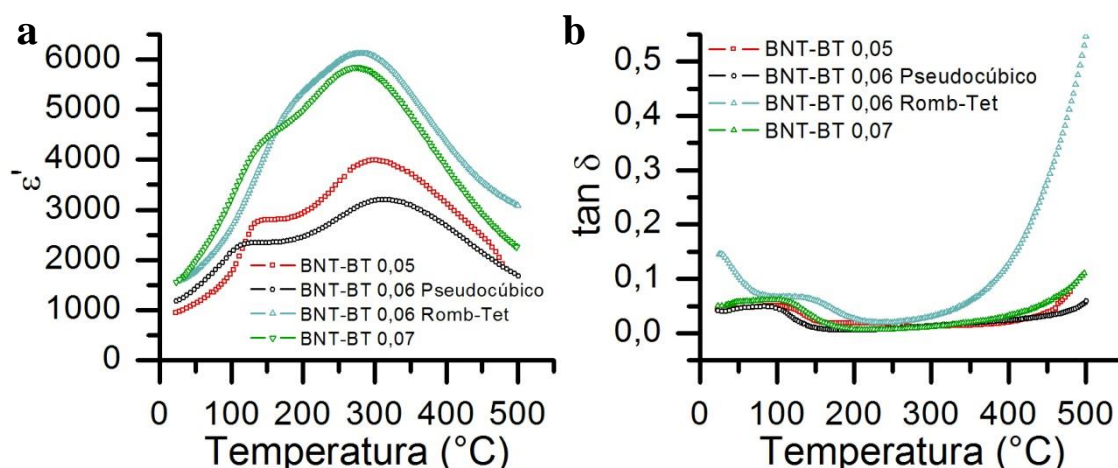 a
6000
5000
4000
3000
2000
1000
0
ε'
BNT-BT 0,05
BNT-BT 0,06 Pseudocúbico
BNT-BT 0,06 Romb-Tet
BNT-BT 0,07
0 100 200 300 400 500
Temperatura (°C)
b
0,5
0,4
0,3
0,2
0,1
0,0
tan δ
BNT-BT 0,05
BNT-BT 0,06 Pseudocúbico
BNT-BT 0,06 Romb-Tet
BNT-BT 0,07
0 100 200 300 400 500
Temperatura (°C)